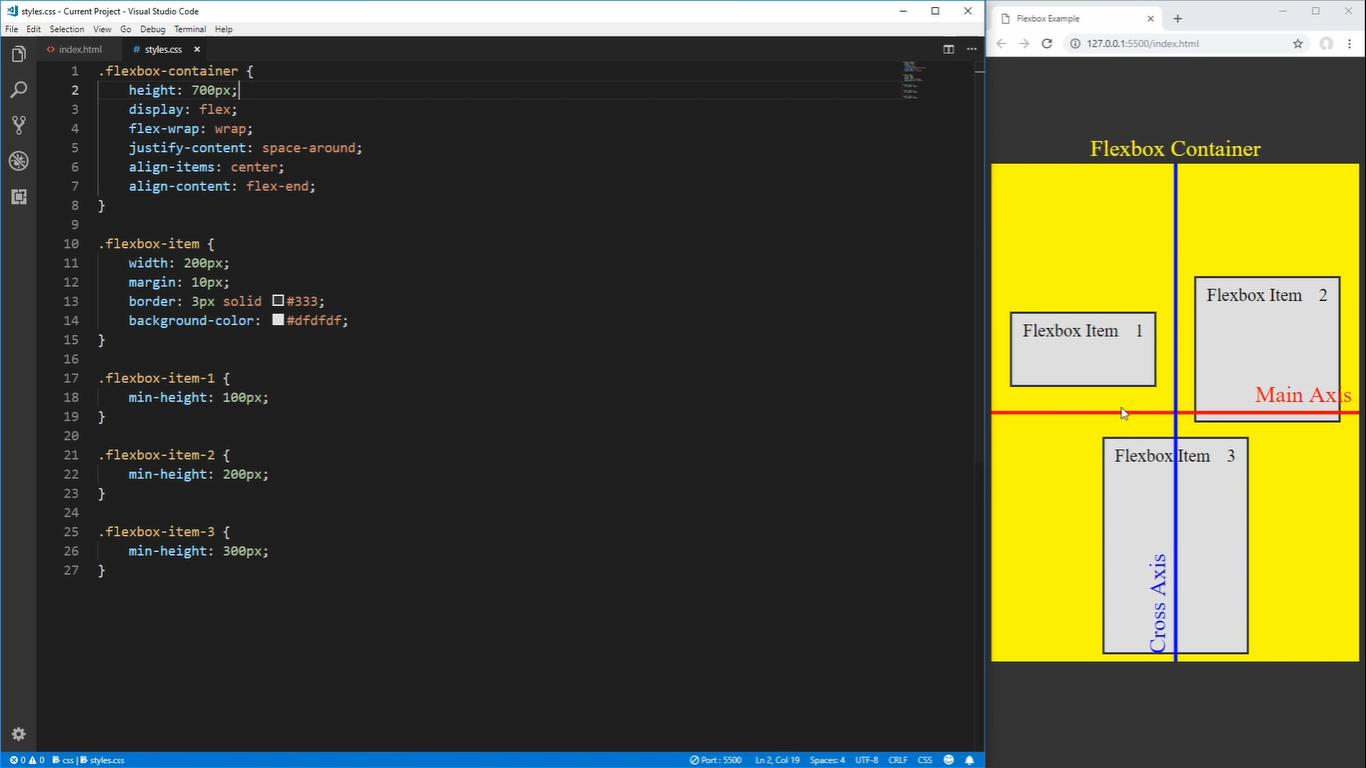 styles.css - Current Project - Visual Studio Code
File Edit Selection View Go Debug Terminal Help
<> index.html # styles.css ×
1 .flexbox-container {
2 height: 700px;
3 display: flex;
4 flex-wrap: wrap;
5 justify-content: space-around;
6 align-items: center;
7 align-content: flex-end;
8 }
9
10 .flexbox-item {
11 width: 200px;
12 margin: 10px;
13 border: 3px solid #333;
14 background-color: #dfdfdf;
15 }
16
17 .flexbox-item-1 {
18 min-height: 100px;
19 }
20
21 .flexbox-item-2 {
22 min-height: 200px;
23 }
24
25 .flexbox-item-3 {
26 min-height: 300px;
27 }
0 0 css | styles.css Port : 5500 Ln 2, Col 19 Spaces: 4 UTF-8 CRLF CSS
Flexbox Example
127.0.0.1:5500/index.html
Flexbox Container
Flexbox Item 2
Flexbox Item 1
Main Axis
Flexbox Item 3
Cross Axis